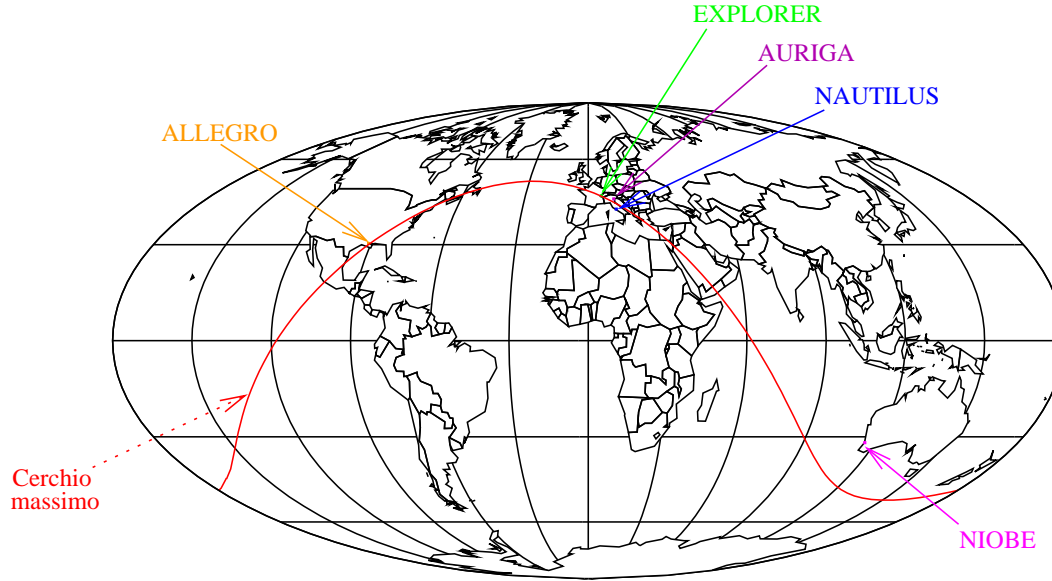 EXPLORER
AURIGA
NAUTILUS
ALLEGRO
Cerchio
massimo
NIOBE